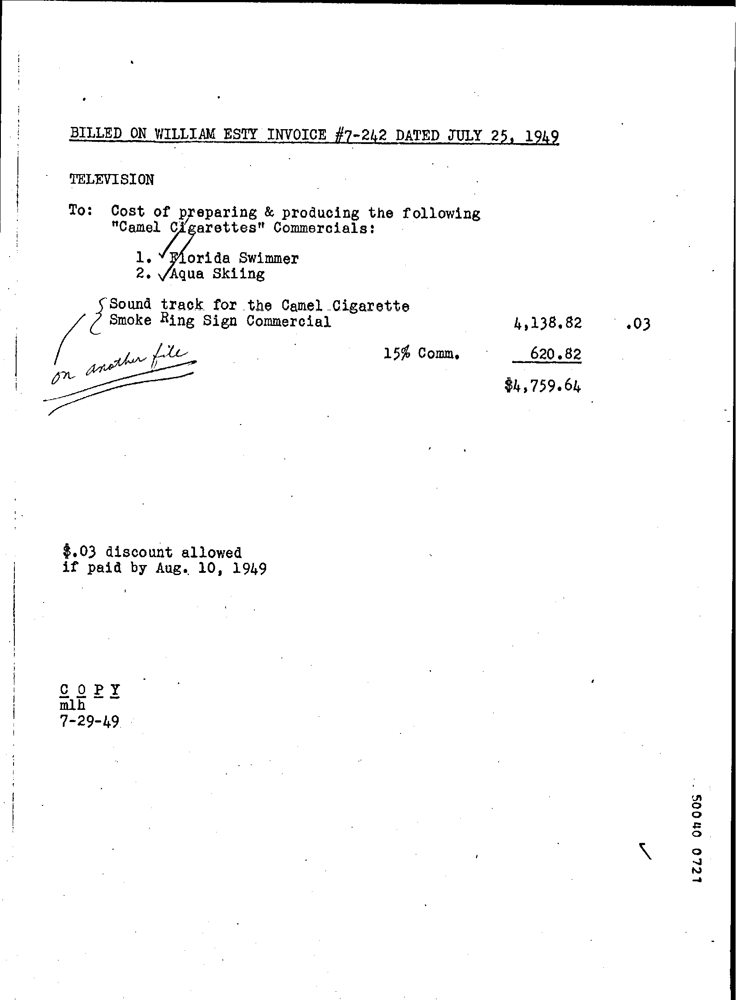 BILLED ON WILLIAM ESTY INVOICE #7-242 DATED JULY 25, 1949
TELEVISION
To: Cost of preparing & producing the following
"Camel Cigarettes" Commercials:
1. Florida Swimmer
2. Aqua Skiing
Sound track for the Camel Cigarette
Smoke Ring Sign Commercial 4,138.82 .03
on another file
15% Comm. 620.82
$4,759.64
$.03 discount allowed
if paid by Aug. 10, 1949
C O P Y
mlh
7-29-49
50040 0721